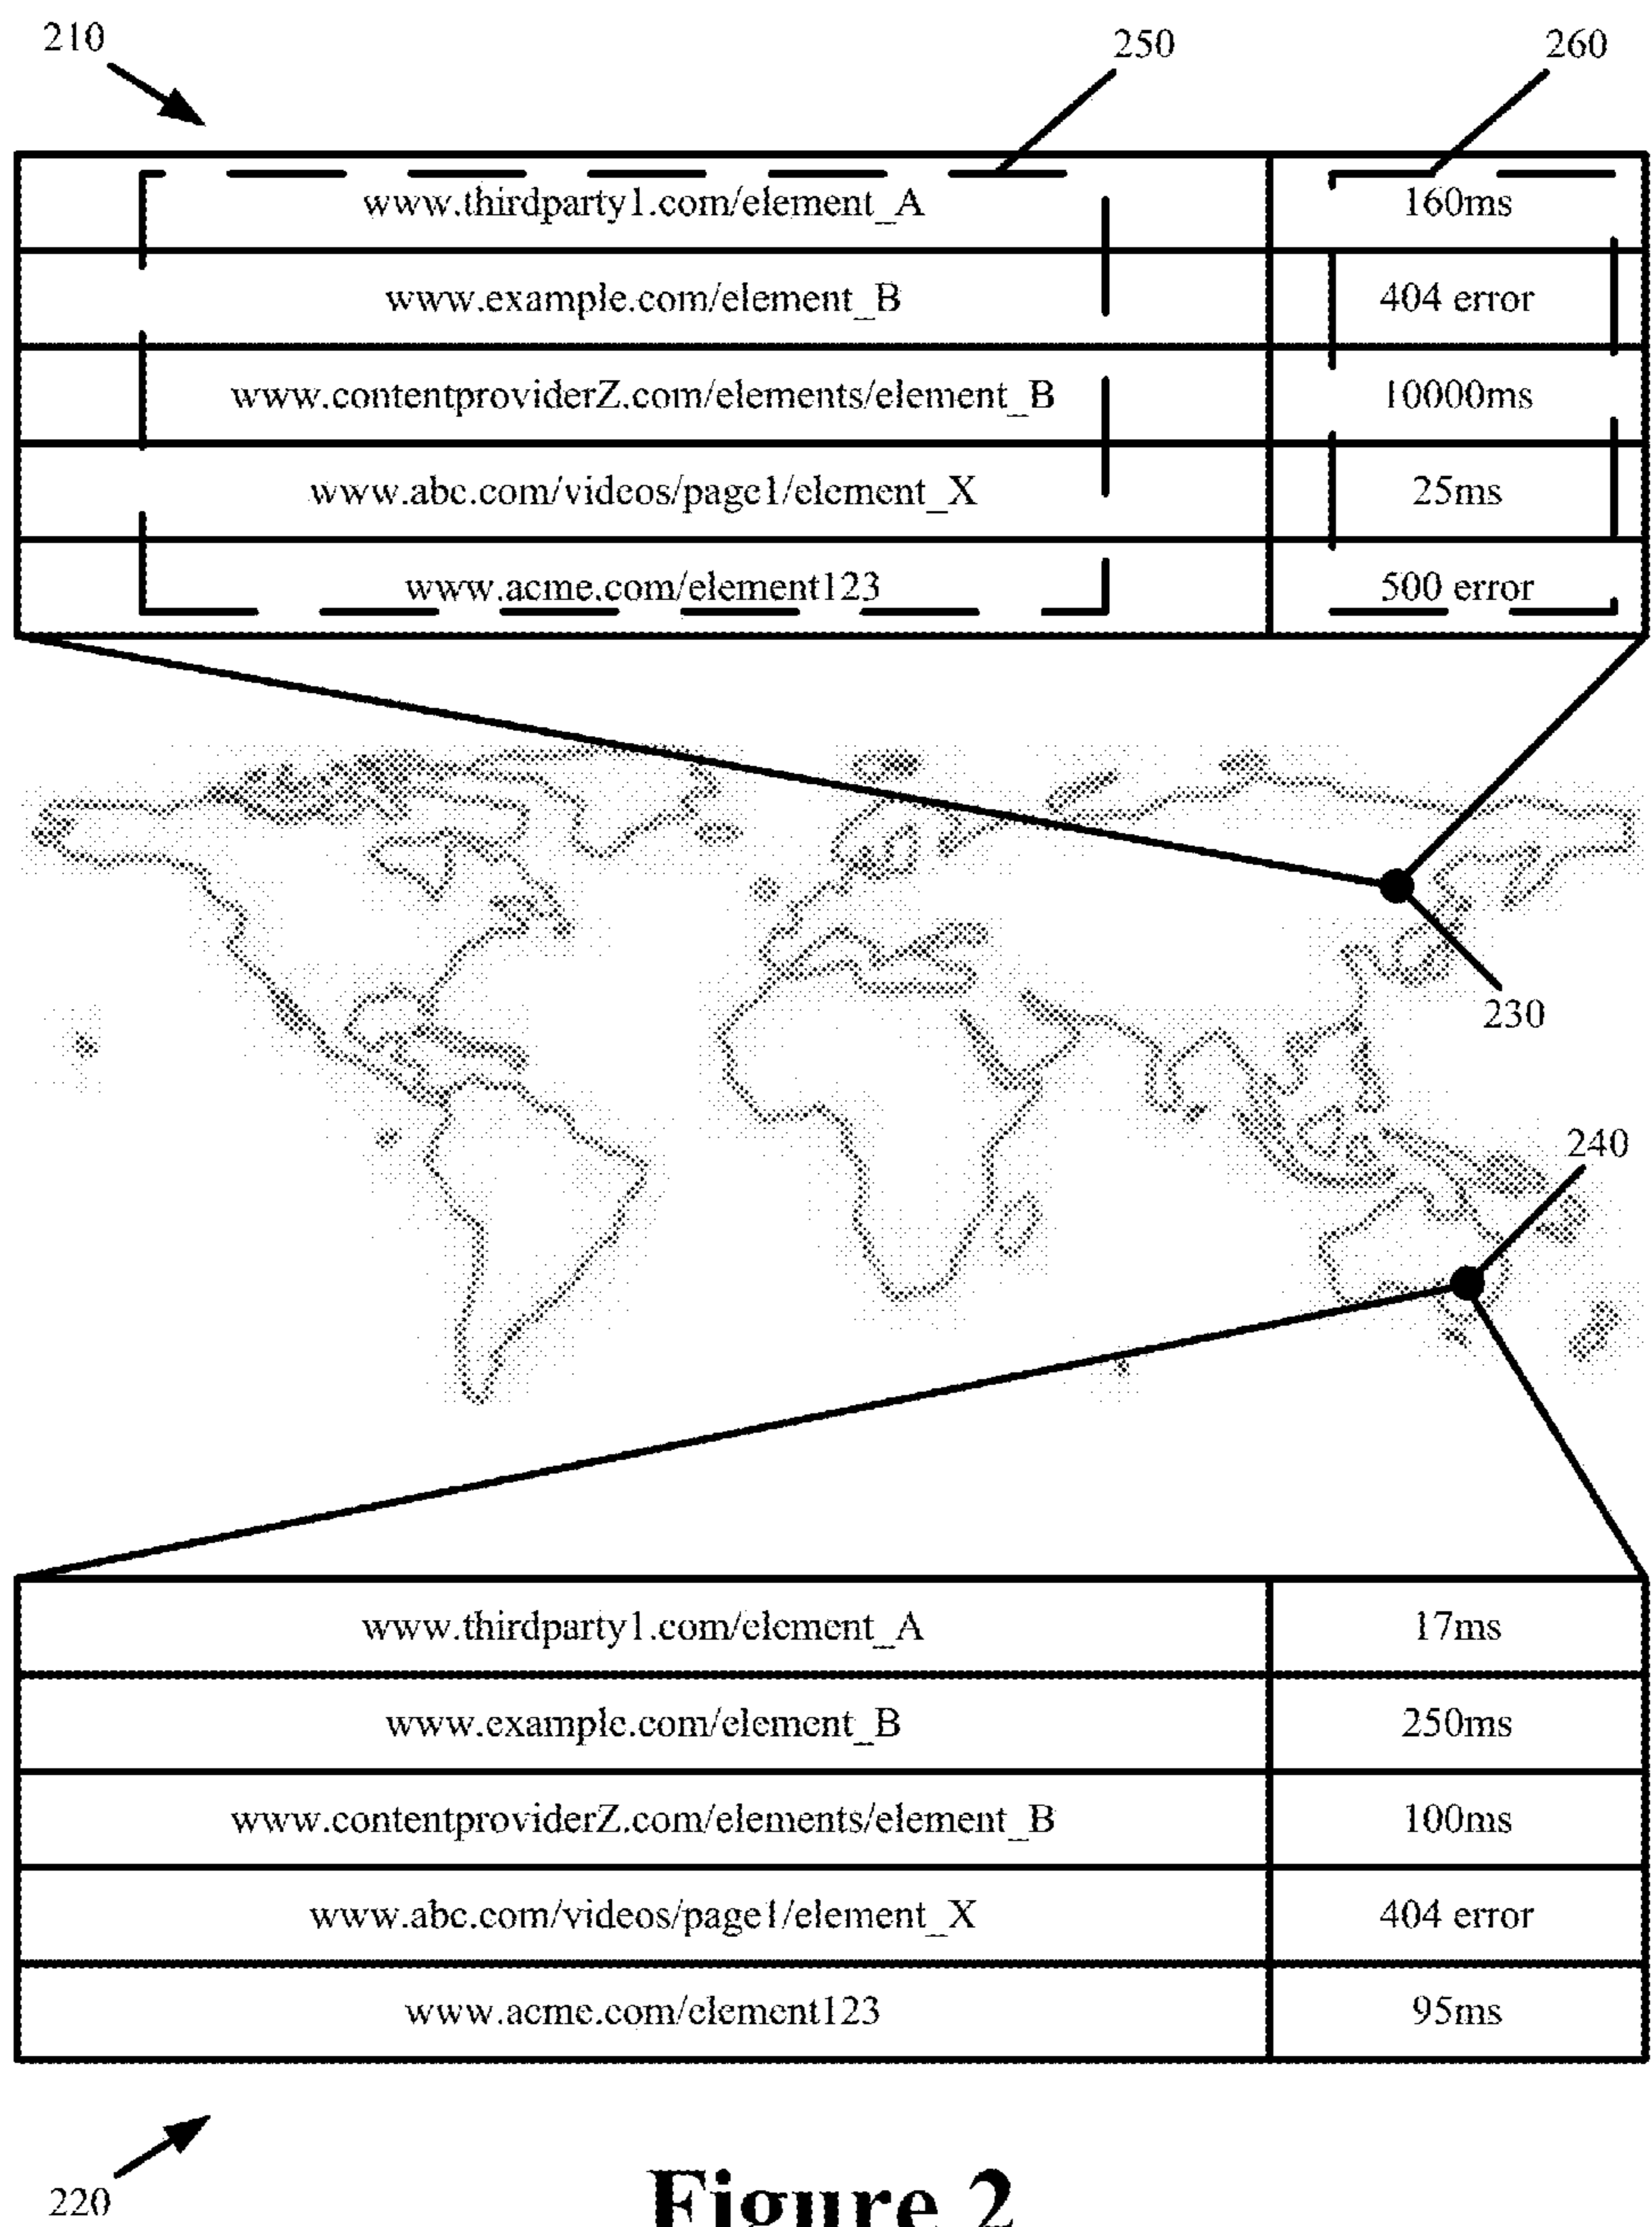 210
250
260
www.thirdparty1.com/element_A 160ms
www.example.com/element_B 404 error
www.contentproviderZ.com/elements/element_B 10000ms
www.abc.com/videos/page1/element_X 25ms
www.acme.com/element123 500 error
230
240
www.thirdparty1.com/element_A 17ms
www.example.com/element_B 250ms
www.contentproviderZ.com/elements/element_B 100ms
www.abc.com/videos/page1/element_X 404 error
www.acme.com/element123 95ms
220
Figure 2